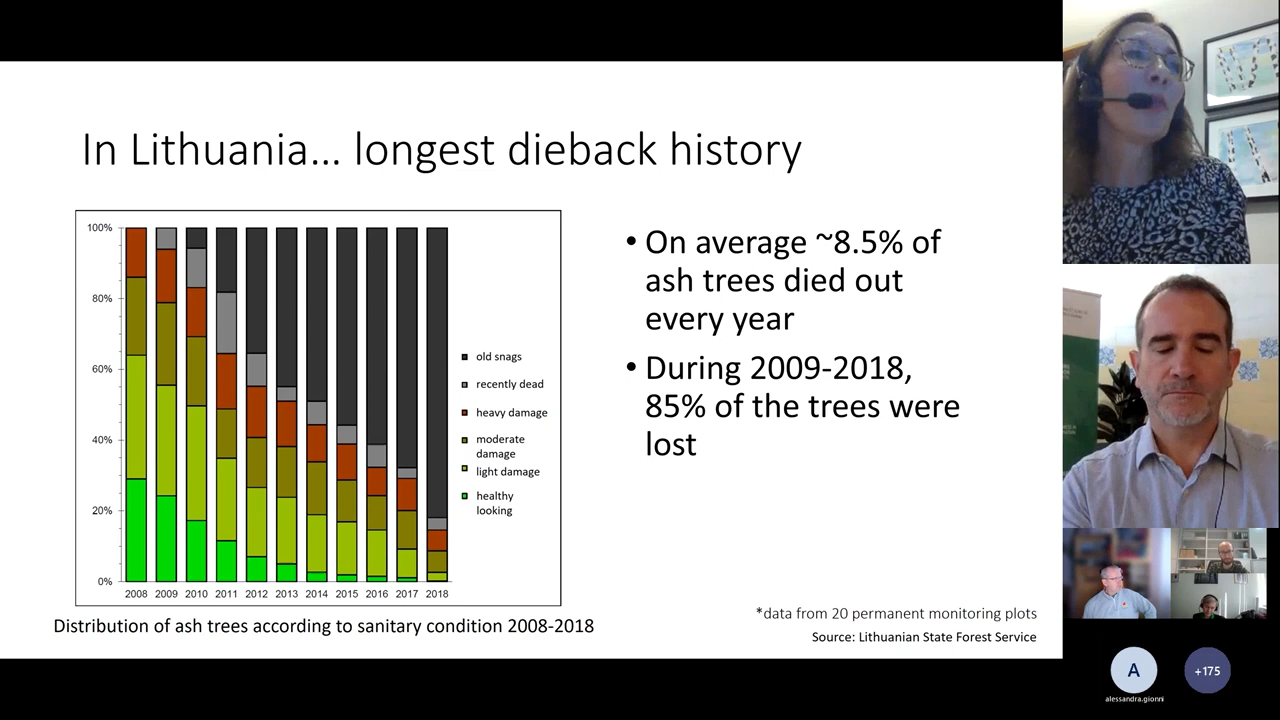 In Lithuania... longest dieback history
100%
80%
60%
40%
20%
0%
2008 2009 2010 2011 2012 2013 2014 2015 2016 2017 2018
old snags
recently dead
heavy damage
moderate
damage
light damage
healthy
looking
Distribution of ash trees according to sanitary condition 2008-2018
• On average ~8.5% of
ash trees died out
every year
• During 2009-2018,
85% of the trees were
lost
*data from 20 permanent monitoring plots
Source: Lithuanian State Forest Service
A
alessandra.gionni
+175